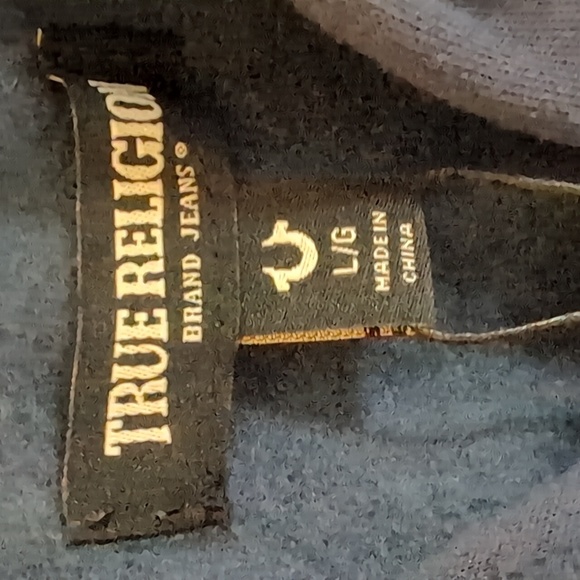 TRUE RELIGION
BRAND JEANS®
L/G
MADE IN
CHINA